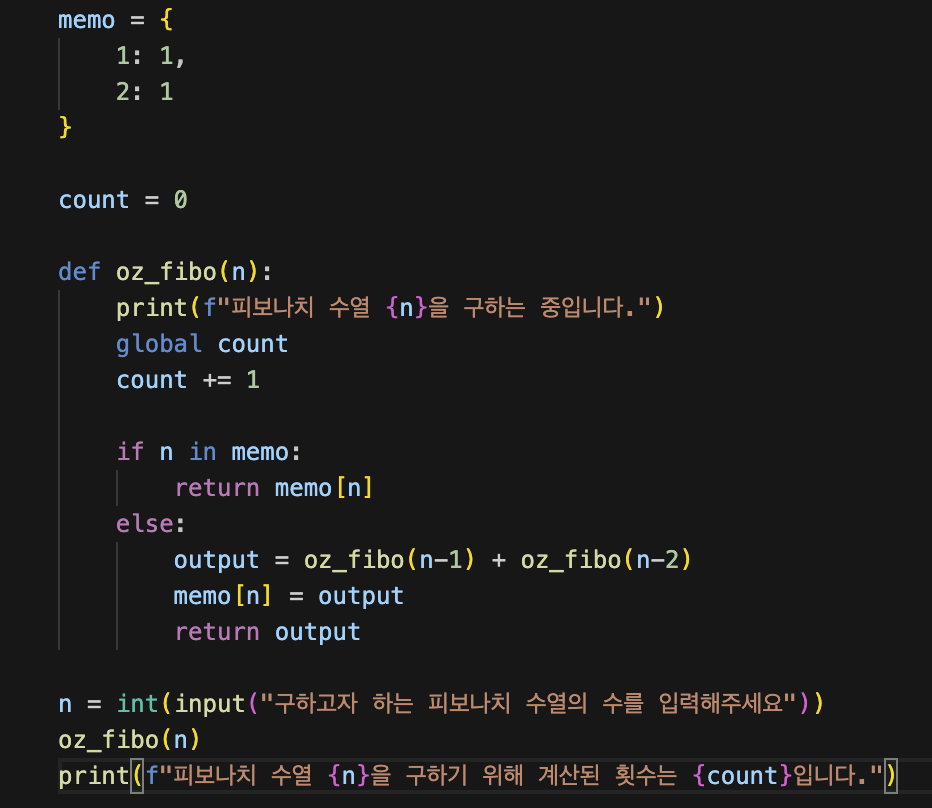 memo = {
    1: 1,
    2: 1
}
count = 0
def oz_fibo(n):
    print(f"피보나치 수열 {n}을 구하는 중입니다.")
    global count
    count += 1
    if n in memo:
        return memo[n]
    else:
        output = oz_fibo(n-1) + oz_fibo(n-2)
        memo[n] = output
        return output
n = int(input("구하고자 하는 피보나치 수열의 수를 입력해주세요"))
oz_fibo(n)
print(f"피보나치 수열 {n}을 구하기 위해 계산된 횟수는 {count}입니다.")